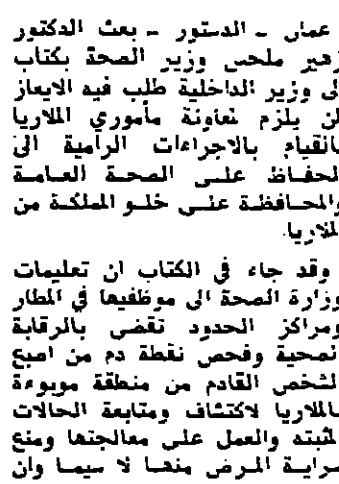 عمان ـ الدستور ـ بعث الدكتور
زهير ملحس وزير الصحة بكتاب
الى وزير الداخلية طلب فيه الايعاز
لمن يلزم لمعاونة مأموري الملاريا
بالقيام بالاجراءات الرامية الى
الحفاظ على الصحة العامة
والمحافظة على خلو المملكة من
الملاريا.
وقد جاء في الكتاب ان تعليمات
وزارة الصحة الى موظفيها في المطار
ومراكز الحدود تقضي بالرقابة
الصحية وفحص نقطة دم من اصبع
الشخص القادم من منطقة موبوءة
بالملاريا لاكتشاف ومتابعة الحالات
المثبته والعمل على معالجتها ومنع
سراية المرض منها لا سيما وان